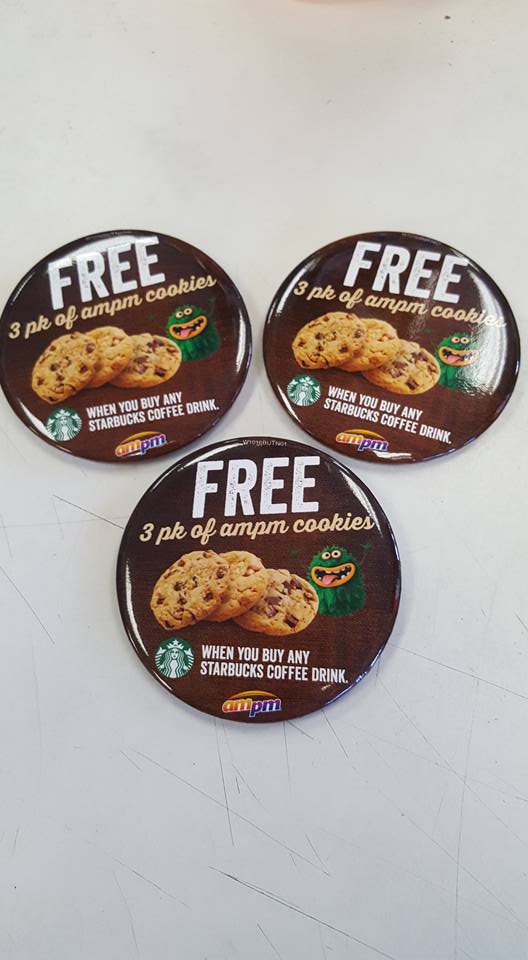 FREE
3 pk of ampm cookies
WHEN YOU BUY ANY
STARBUCKS COFFEE DRINK.
ampm
FREE
3 pk of ampm cookies
WHEN YOU BUY ANY
STARBUCKS COFFEE DRINK.
ampm
W1016BUTN01
FREE
3 pk of ampm cookies
WHEN YOU BUY ANY
STARBUCKS COFFEE DRINK.
ampm